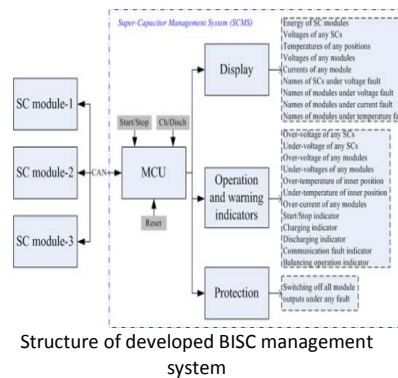 Super-Capacitor Management System (SCMS)
SC module-1
SC module-2
SC module-3
CAN
Start/Stop
Ch/Disch
MCU
Reset
Display
Energy of SC modules
Voltages of any SCs
Temperatures of any positions
Voltages of any modules
Currents of any module
Names of SCs under voltage fault
Names of modules under voltage fault
Names of modules under current fault
Names of modules under temperature fa
Operation
and warning
indicators
Over-voltage of any SCs
Under-voltage of any SCs
Over-voltage of any modules
Under-voltages of any modules
Over-temperature of inner position
Under-temperature of inner position
Over-current of any modules
Start/Stop indicator
Charging indicator
Discharging indicator
Communication fault indicator
Balancing operation indicator
Protection
Switching off all module
outputs under any fault
Structure of developed BISC management
system